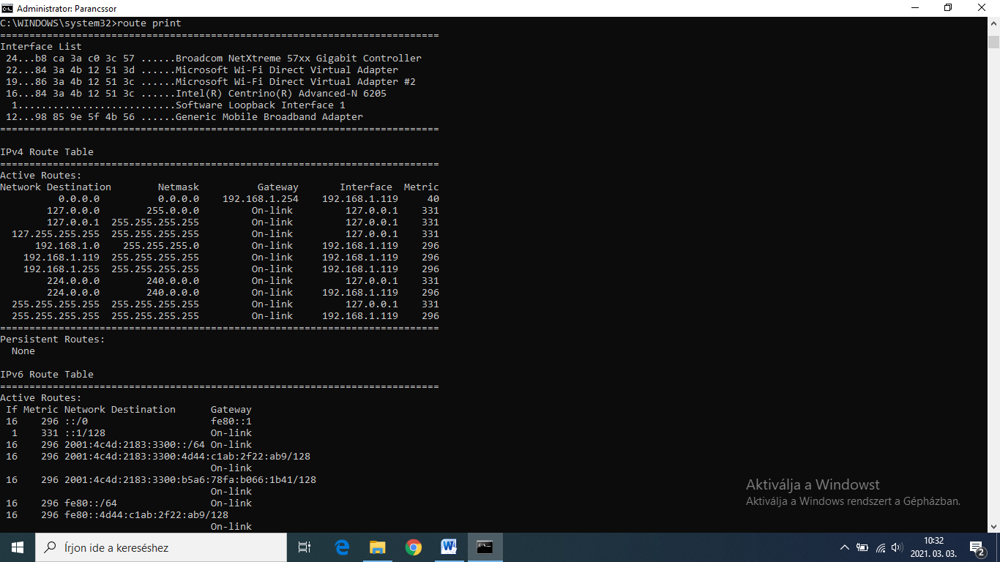 Administrator: Parancssor
C:\WINDOWS\system32>route print
===========================================================================
Interface List
 24...b8 ca 3a c0 3c 57 ......Broadcom NetXtreme 57xx Gigabit Controller
 22...84 3a 4b 12 51 3d ......Microsoft Wi-Fi Direct Virtual Adapter
 19...86 3a 4b 12 51 3c ......Microsoft Wi-Fi Direct Virtual Adapter #2
 16...84 3a 4b 12 51 3c ......Intel(R) Centrino(R) Advanced-N 6205
  1...........................Software Loopback Interface 1
 12...98 85 9e 5f 4b 56 ......Generic Mobile Broadband Adapter
===========================================================================
IPv4 Route Table
===========================================================================
Active Routes:
Network Destination        Netmask          Gateway       Interface  Metric
          0.0.0.0          0.0.0.0    192.168.1.254    192.168.1.119     40
        127.0.0.0        255.0.0.0         On-link         127.0.0.1    331
        127.0.0.1  255.255.255.255         On-link         127.0.0.1    331
  127.255.255.255  255.255.255.255         On-link         127.0.0.1    331
      192.168.1.0    255.255.255.0         On-link     192.168.1.119    296
    192.168.1.119  255.255.255.255         On-link     192.168.1.119    296
    192.168.1.255  255.255.255.255         On-link     192.168.1.119    296
        224.0.0.0        240.0.0.0         On-link         127.0.0.1    331
        224.0.0.0        240.0.0.0         On-link     192.168.1.119    296
  255.255.255.255  255.255.255.255         On-link         127.0.0.1    331
  255.255.255.255  255.255.255.255         On-link     192.168.1.119    296
===========================================================================
Persistent Routes:
  None
IPv6 Route Table
===========================================================================
Active Routes:
 If Metric Network Destination      Gateway
 16    296 ::/0                     fe80::1
  1    331 ::1/128                  On-link
 16    296 2001:4c4d:2183:3300::/64 On-link
 16    296 2001:4c4d:2183:3300:4d44:c1ab:2f22:ab9/128
                                    On-link
 16    296 2001:4c4d:2183:3300:b5a6:78fa:b066:1b41/128
                                    On-link
 16    296 fe80::/64                On-link
 16    296 fe80::4d44:c1ab:2f22:ab9/128
                                    On-link
Aktiválja a Windowst
Aktiválja a Windows rendszert a Gépházban.
Írjon ide a kereséshez
10:32
2021. 03. 03.
2